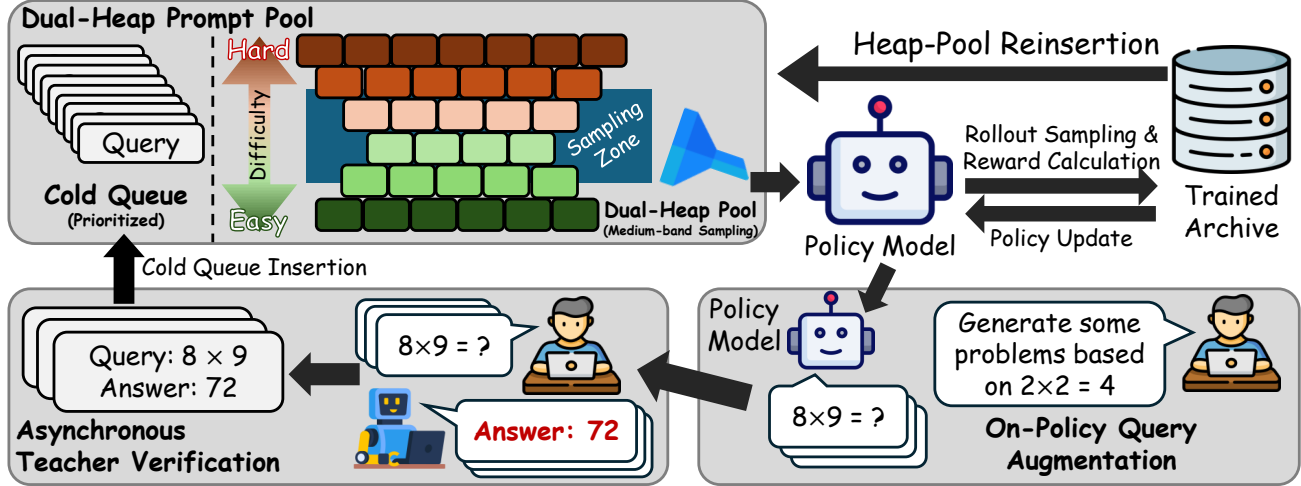 Dual-Heap Prompt Pool
Query
Cold Queue
(Prioritized)
Hard
Difficulty
Easy
Sampling
Zone
Dual-Heap Pool
(Medium-band Sampling)
Heap-Pool Reinsertion
Policy Model
Rollout Sampling &
Reward Calculation
Policy Update
Trained
Archive
Cold Queue Insertion
Query: 8 × 9
Answer: 72
Asynchronous
Teacher Verification
8×9 = ?
Answer: 72
Policy
Model
8×9 = ?
Generate some
problems based
on 2×2 = 4
On-Policy Query
Augmentation